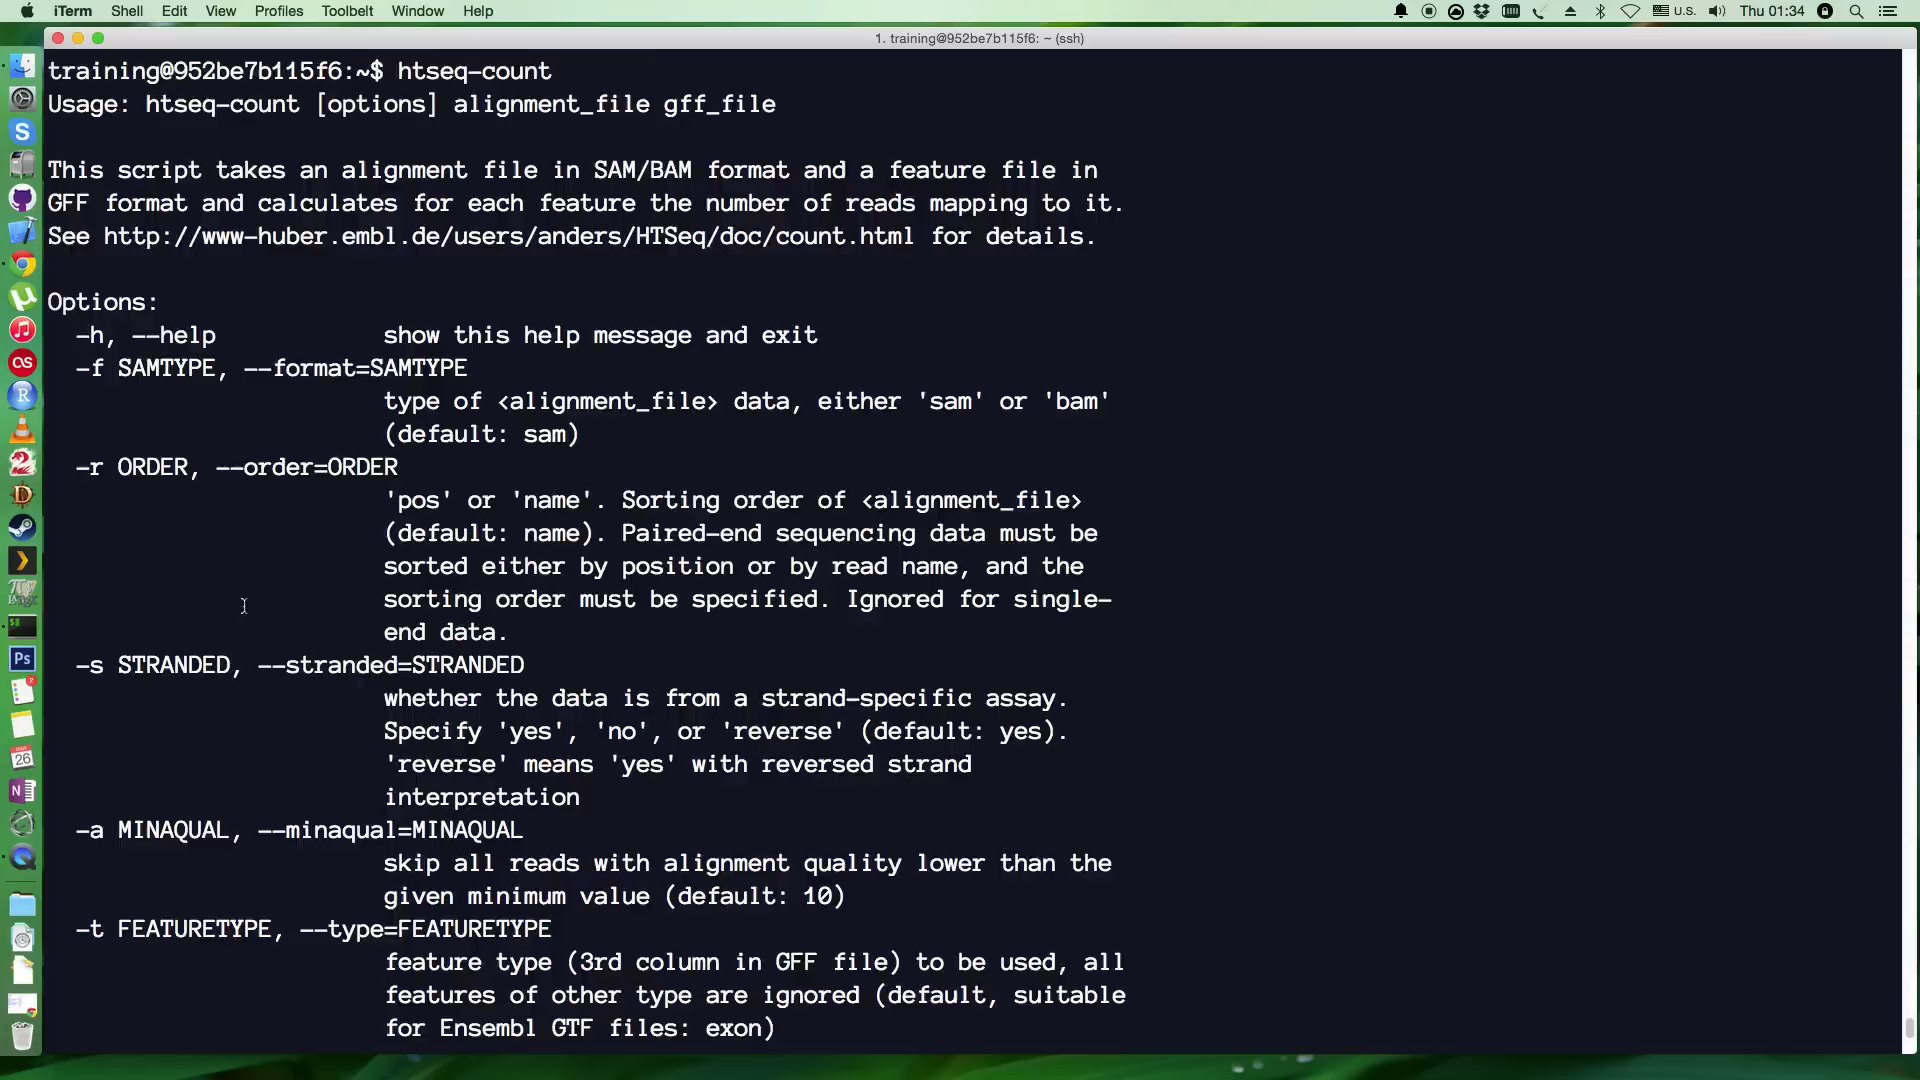 iTerm Shell Edit View Profiles Toolbelt Window Help U.S. Thu 01:34
1. training@952be7b115f6: ~ (ssh)
training@952be7b115f6:~$ htseq-count
Usage: htseq-count [options] alignment_file gff_file
This script takes an alignment file in SAM/BAM format and a feature file in
GFF format and calculates for each feature the number of reads mapping to it.
See http://www-huber.embl.de/users/anders/HTSeq/doc/count.html for details.
Options:
-h, --help show this help message and exit
-f SAMTYPE, --format=SAMTYPE
type of <alignment_file> data, either 'sam' or 'bam'
(default: sam)
-r ORDER, --order=ORDER
'pos' or 'name'. Sorting order of <alignment_file>
(default: name). Paired-end sequencing data must be
sorted either by position or by read name, and the
sorting order must be specified. Ignored for single-
end data.
-s STRANDED, --stranded=STRANDED
whether the data is from a strand-specific assay.
Specify 'yes', 'no', or 'reverse' (default: yes).
'reverse' means 'yes' with reversed strand
interpretation
-a MINAQUAL, --minaqual=MINAQUAL
skip all reads with alignment quality lower than the
given minimum value (default: 10)
-t FEATURETYPE, --type=FEATURETYPE
feature type (3rd column in GFF file) to be used, all
features of other type are ignored (default, suitable
for Ensembl GTF files: exon)